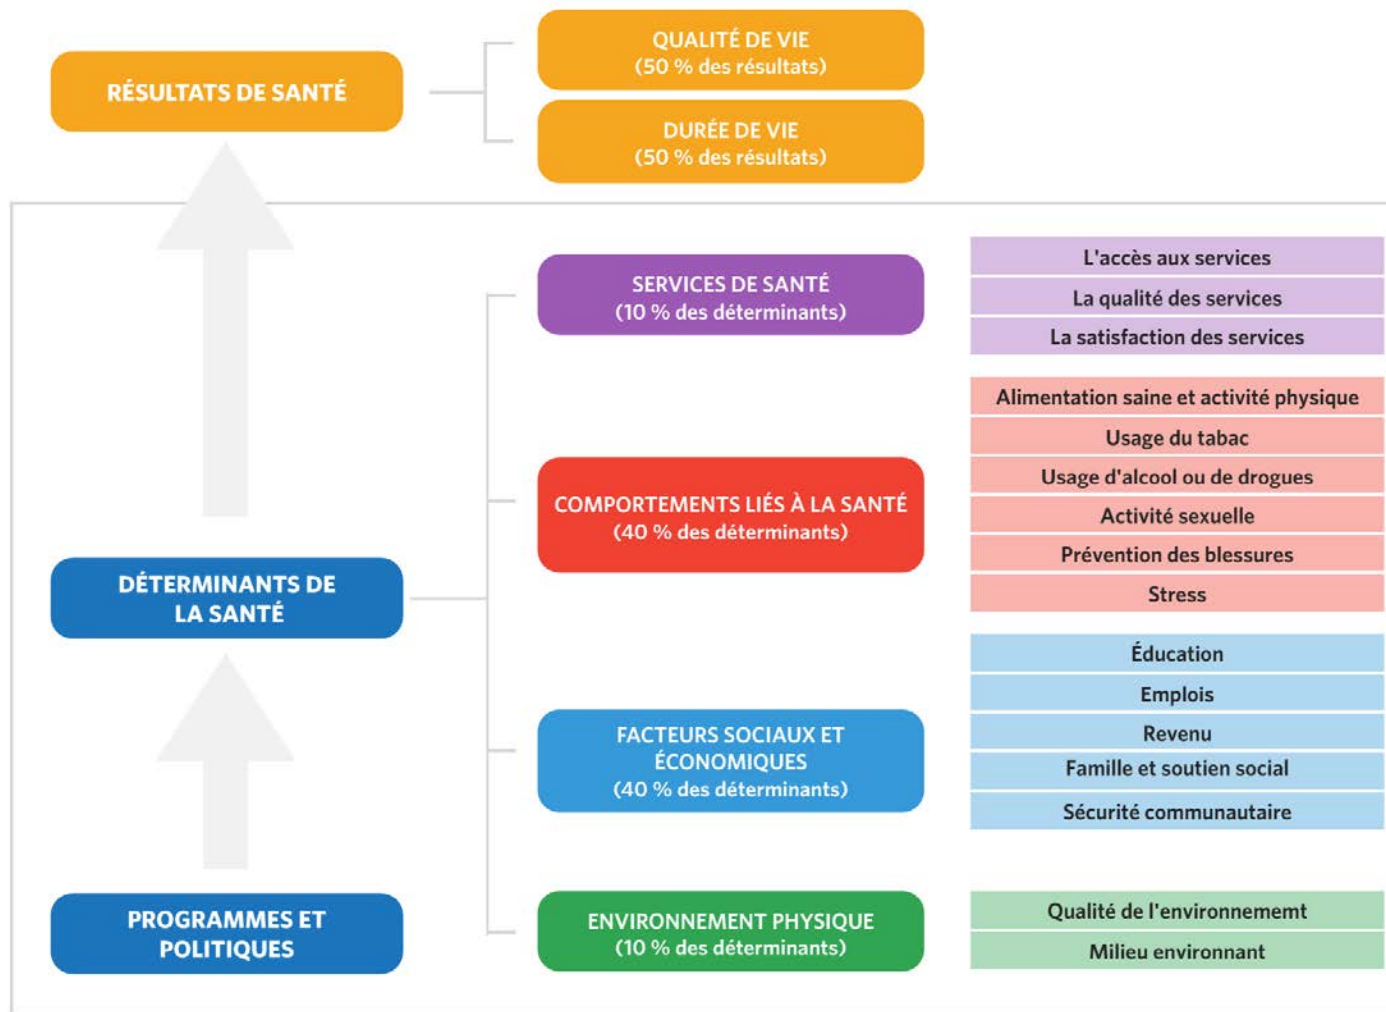 RÉSULTATS DE SANTÉ
QUALITÉ DE VIE
(50 % des résultats)
DURÉE DE VIE
(50 % des résultats)
SERVICES DE SANTÉ
(10 % des déterminants)
L'accès aux services
La qualité des services
La satisfaction des services
COMPORTEMENTS LIÉS À LA SANTÉ
(40 % des déterminants)
Alimentation saine et activité physique
Usage du tabac
Usage d'alcool ou de drogues
Activité sexuelle
Prévention des blessures
Stress
DÉTERMINANTS DE
LA SANTÉ
FACTEURS SOCIAUX ET
ÉCONOMIQUES
(40 % des déterminants)
Éducation
Emplois
Revenu
Famille et soutien social
Sécurité communautaire
PROGRAMMES ET
POLITIQUES
ENVIRONNEMENT PHYSIQUE
(10 % des déterminants)
Qualité de l'environnememt
Milieu environnant